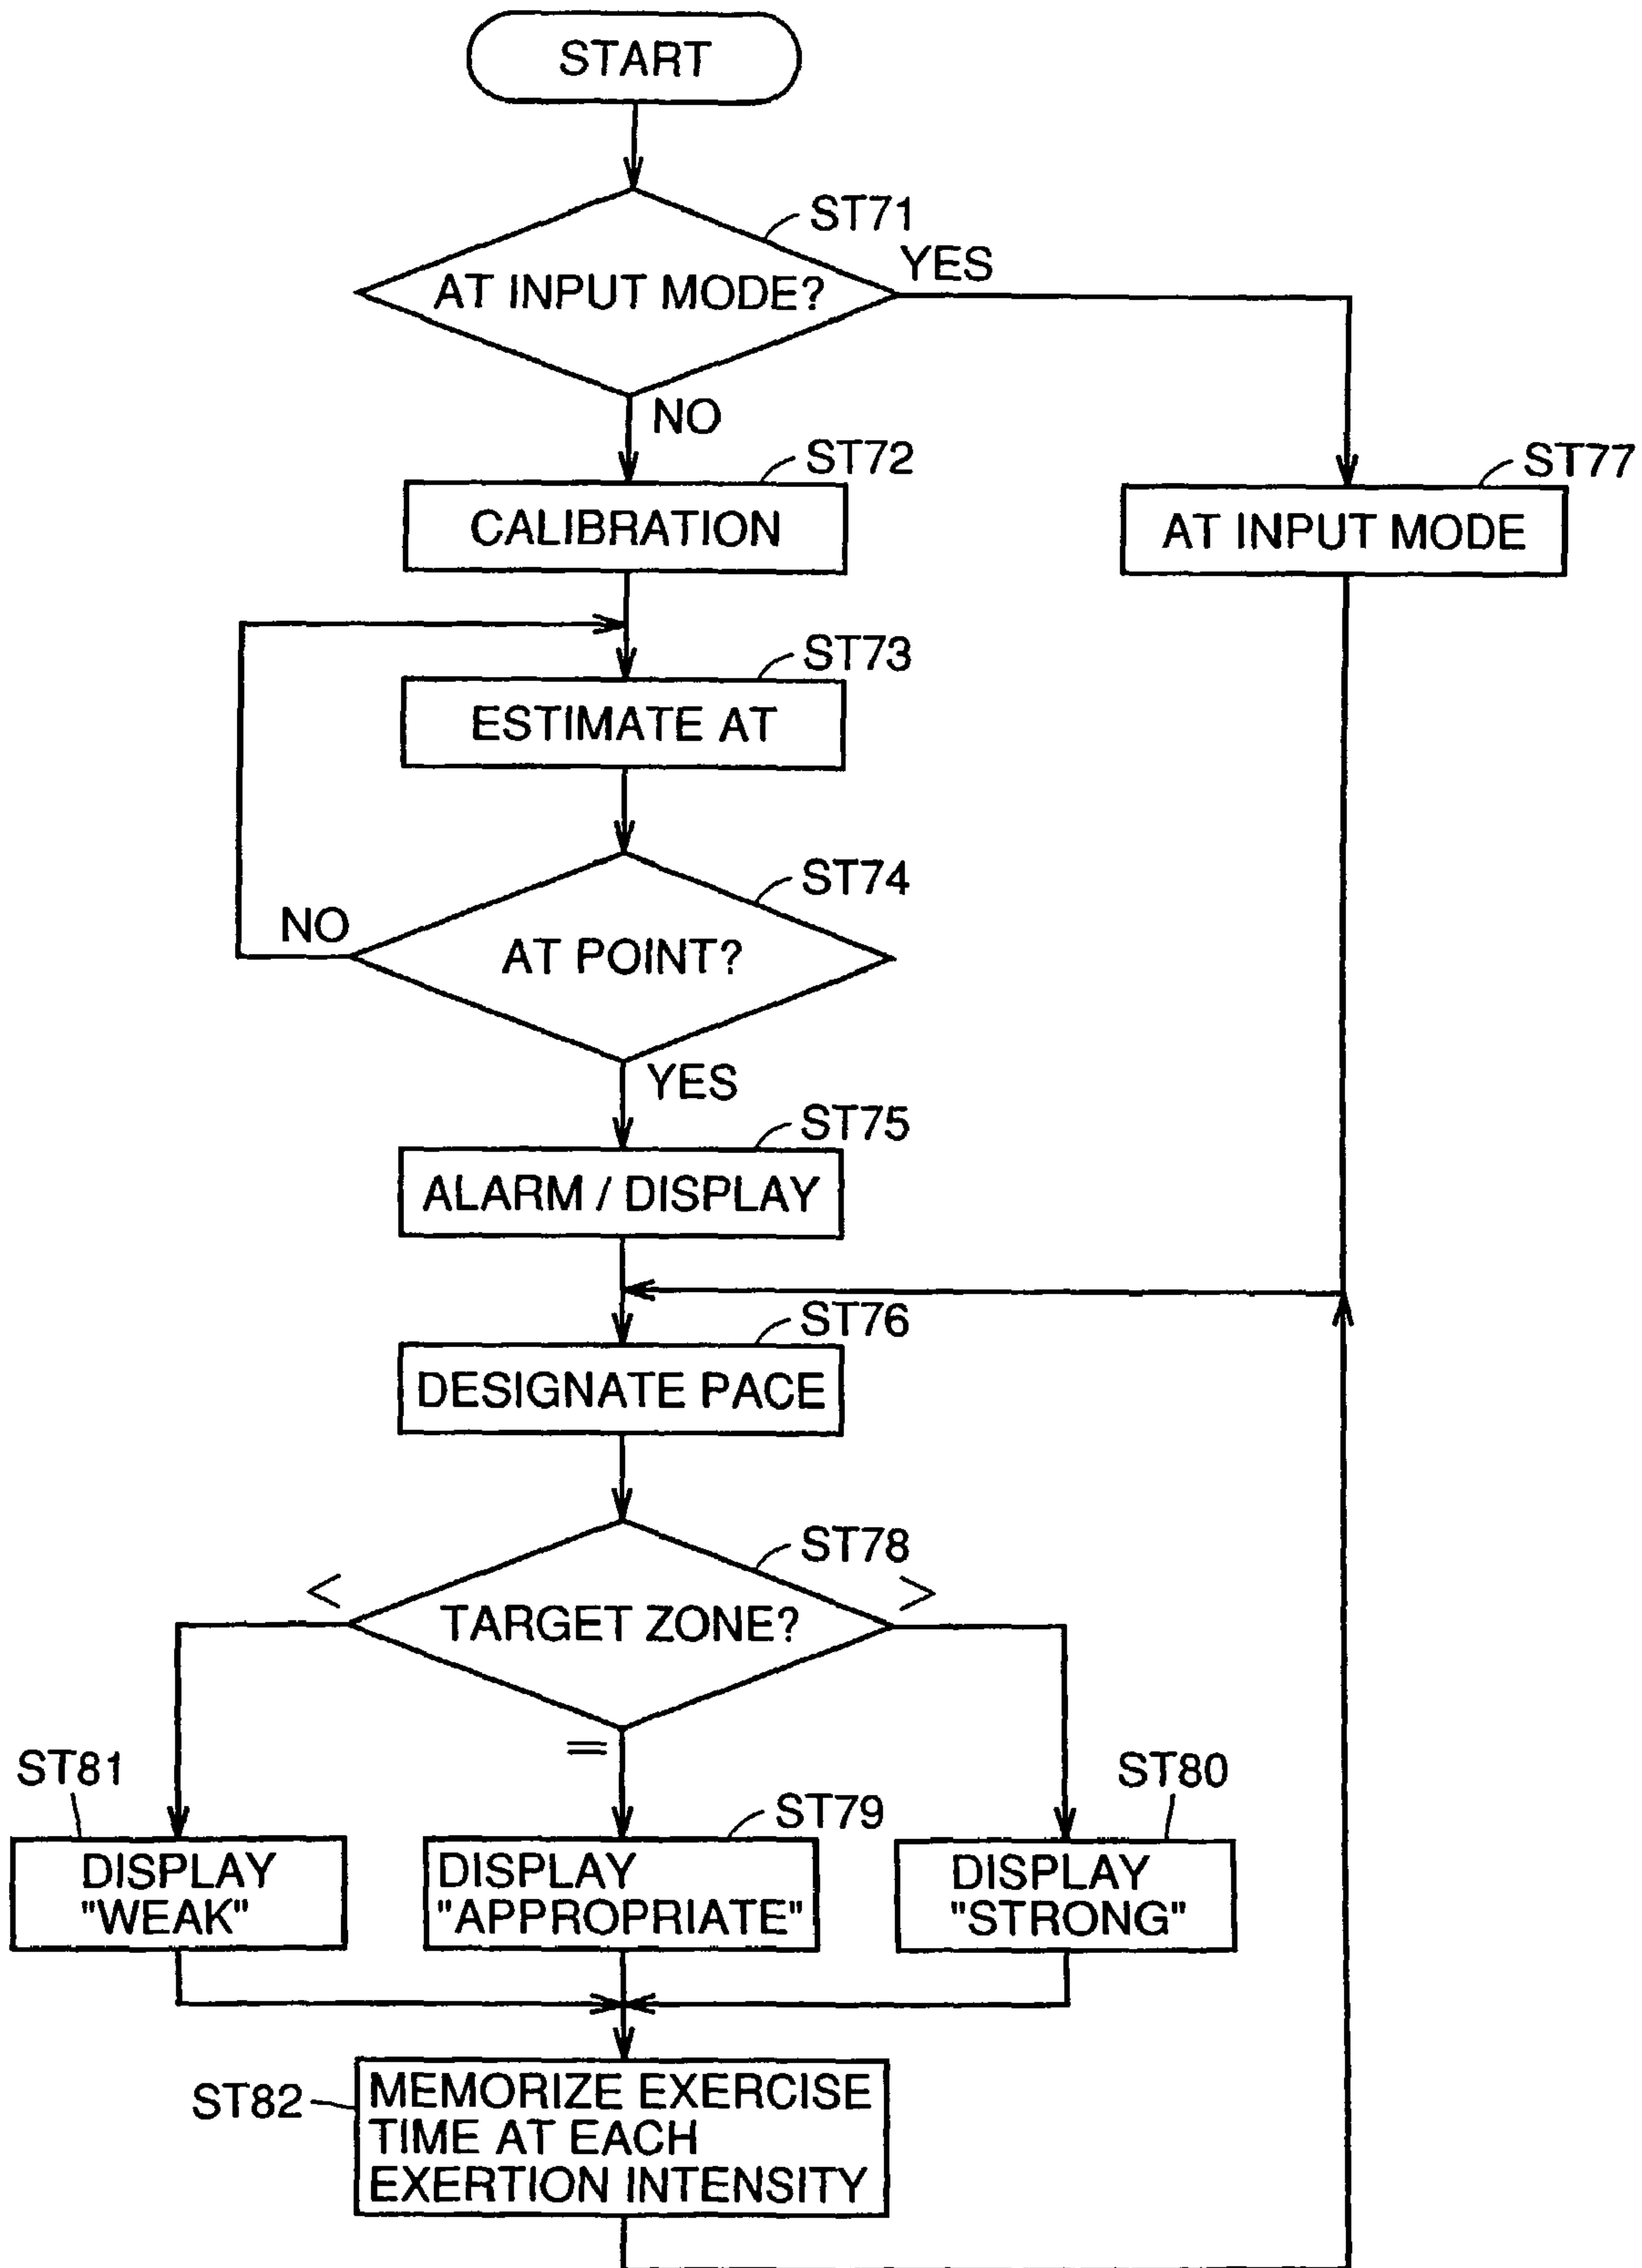 START
ST71
AT INPUT MODE?
YES
NO
ST72
CALIBRATION
ST77
AT INPUT MODE
ST73
ESTIMATE AT
ST74
NO
AT POINT?
YES
ST75
ALARM / DISPLAY
ST76
DESIGNATE PACE
ST78
<
>
TARGET ZONE?
=
ST81
DISPLAY
"WEAK"
ST79
DISPLAY
"APPROPRIATE"
ST80
DISPLAY
"STRONG"
ST82
MEMORIZE EXERCISE
TIME AT EACH
EXERTION INTENSITY